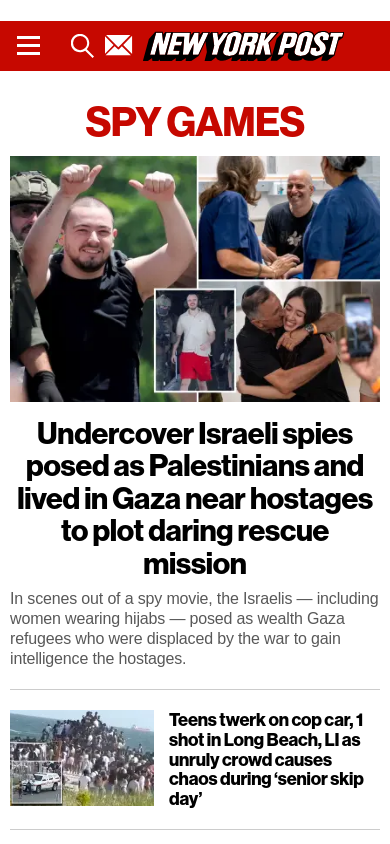 NEW YORK POST
SPY GAMES
Undercover Israeli spies
posed as Palestinians and
lived in Gaza near hostages
to plot daring rescue
mission
In scenes out of a spy movie, the Israelis — including
women wearing hijabs — posed as wealth Gaza
refugees who were displaced by the war to gain
intelligence the hostages.
Teens twerk on cop car, 1
shot in Long Beach, LI as
unruly crowd causes
chaos during ‘senior skip
day’